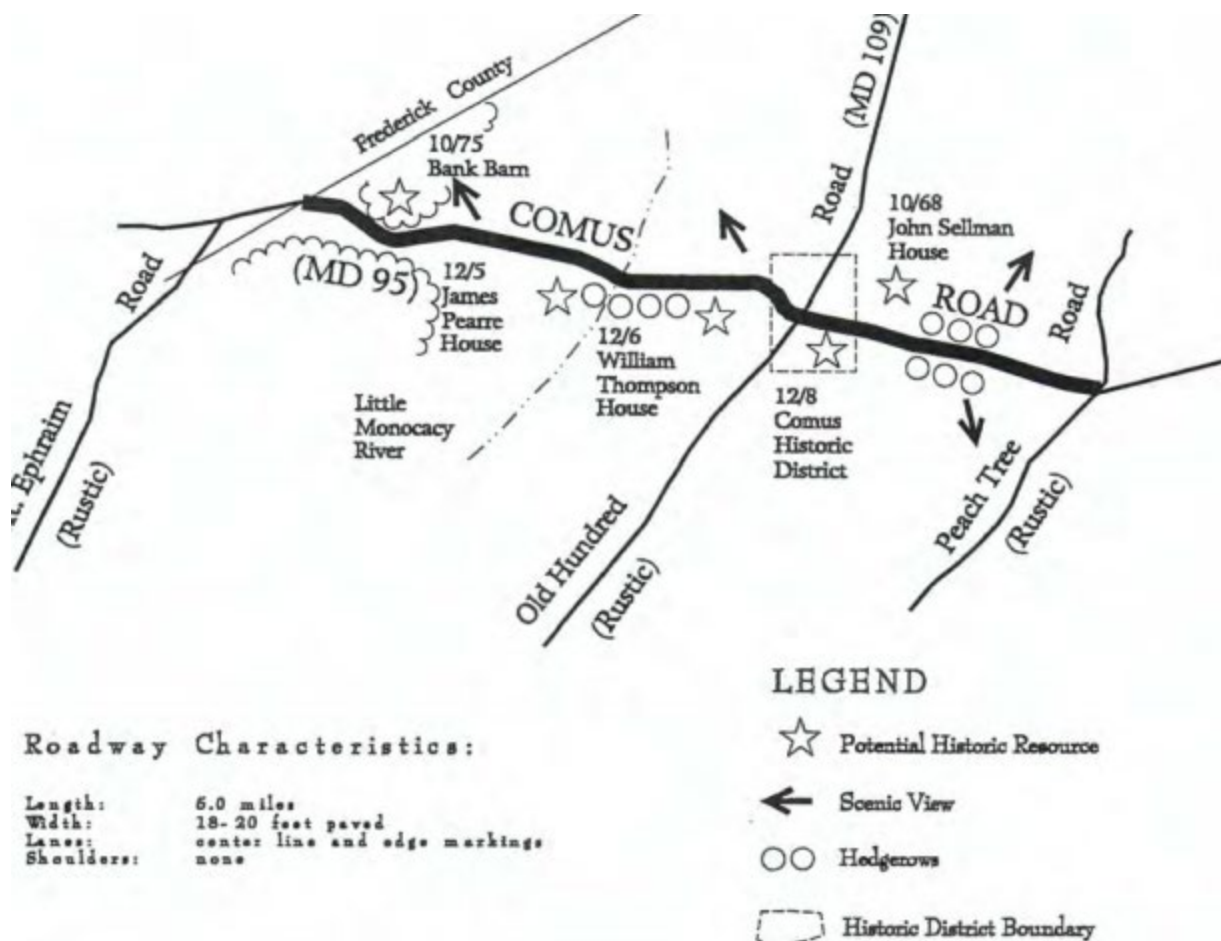 Frederick County
10/75
Bank Barn
COMUS
(MD 95)
12/5
James
Pearre
House
12/6
William
Thompson
House
Little
Monocacy
River
Road
Ephraim
(Rustic)
Old Hundred
(Rustic)
Road
(MD 109)
10/68
John Sellman
House
ROAD
Road
12/8
Comus
Historic
District
Peach Tree
(Rustic)
LEGEND
Potential Historic Resource
Scenic View
Hedgerows
Historic District Boundary
Roadway Characteristics:
Length: 5.0 miles
Width: 18-20 feet paved
Lanes: center line and edge markings
Shoulders: none